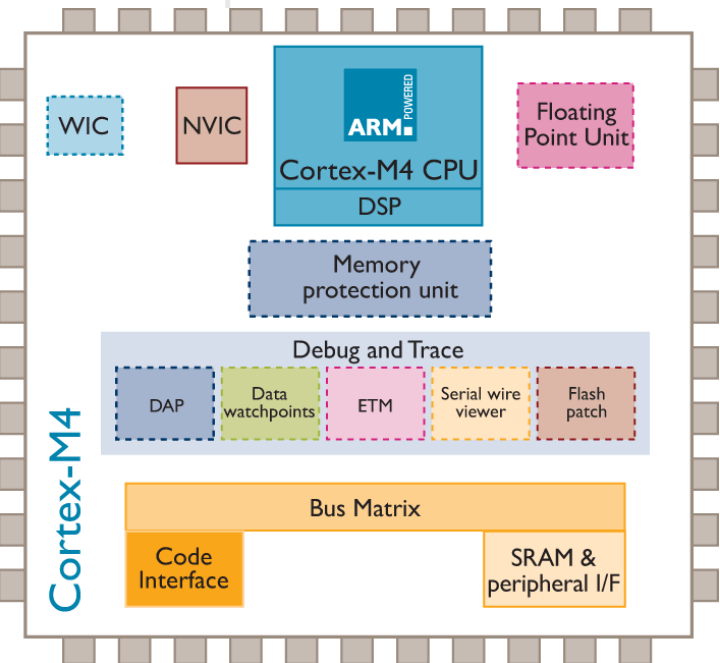 WIC
NVIC
ARM POWERED
Cortex-M4 CPU
DSP
Floating
Point Unit
Memory
protection unit
Debug and Trace
DAP
Data
watchpoints
ETM
Serial wire
viewer
Flash
patch
Cortex-M4
Bus Matrix
Code
Interface
SRAM &
peripheral I/F